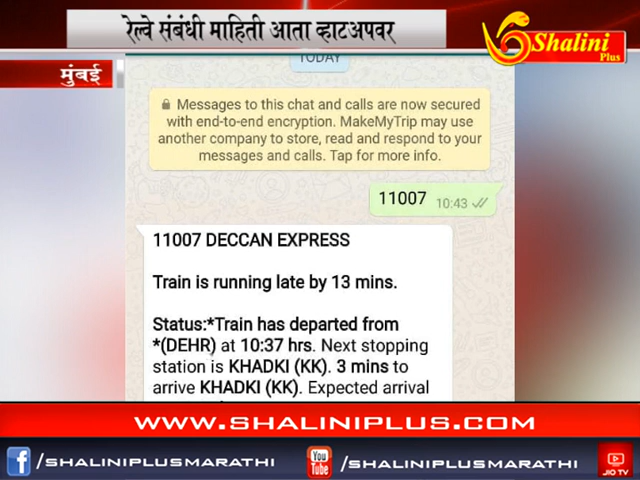 रेल्वे संबंधी माहिती आता व्हाटअपवर
Shalini
Plus
मुंबई
TODAY
Messages to this chat and calls are now secured
with end-to-end encryption. MakeMyTrip may use
another company to store, read and respond to your
messages and calls. Tap for more info.
11007 10:43
11007 DECCAN EXPRESS
Train is running late by 13 mins.
Status:*Train has departed from
*(DEHR) at 10:37 hrs. Next stopping
station is KHADKI (KK). 3 mins to
arrive KHADKI (KK). Expected arrival
WWW.SHALINIPLUS.COM
f /SHALINIPLUSMARATHI You Tube /SHALINIPLUSMARATHI JIO TV